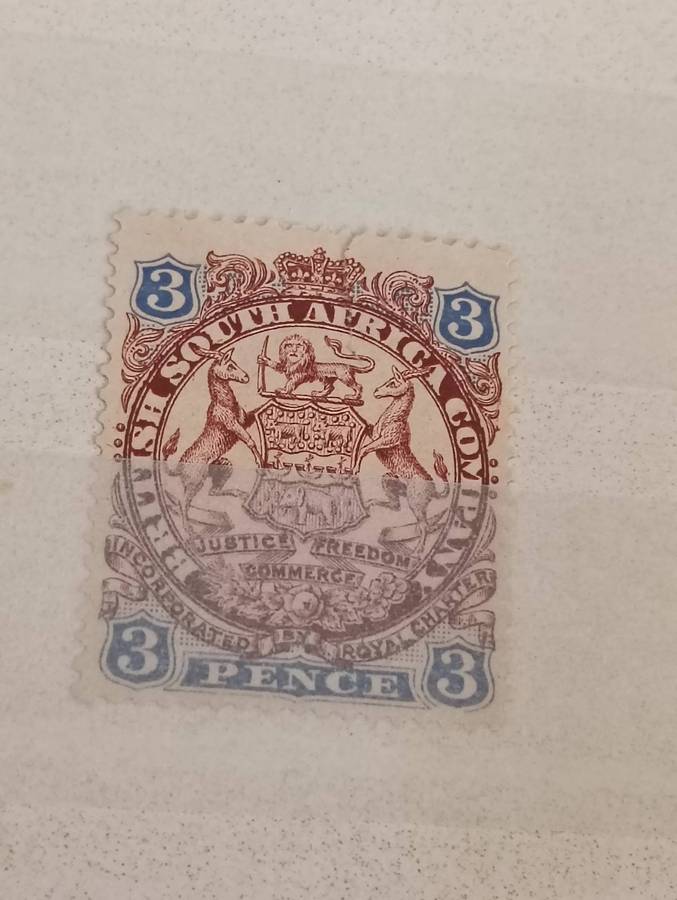 3 3
BRITISH SOUTH AFRICA COMPANY
JUSTICE FREEDOM
COMMERCE
INCORPORATED BY ROYAL CHARTER
3 PENCE 3